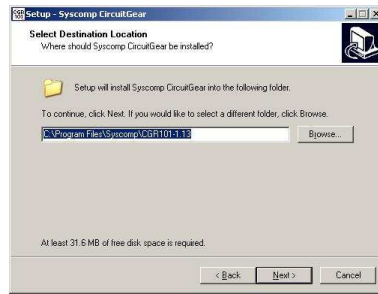 CGR
101
Setup - Syscomp CircuitGear
Select Destination Location
Where should Syscomp CircuitGear be installed?
Setup will install Syscomp CircuitGear into the following folder.
To continue, click Next. If you would like to select a different folder, click Browse.
C:\Program Files\Syscomp\CGR101-1.13
Browse...
At least 31.6 MB of free disk space is required.
< Back
Next >
Cancel